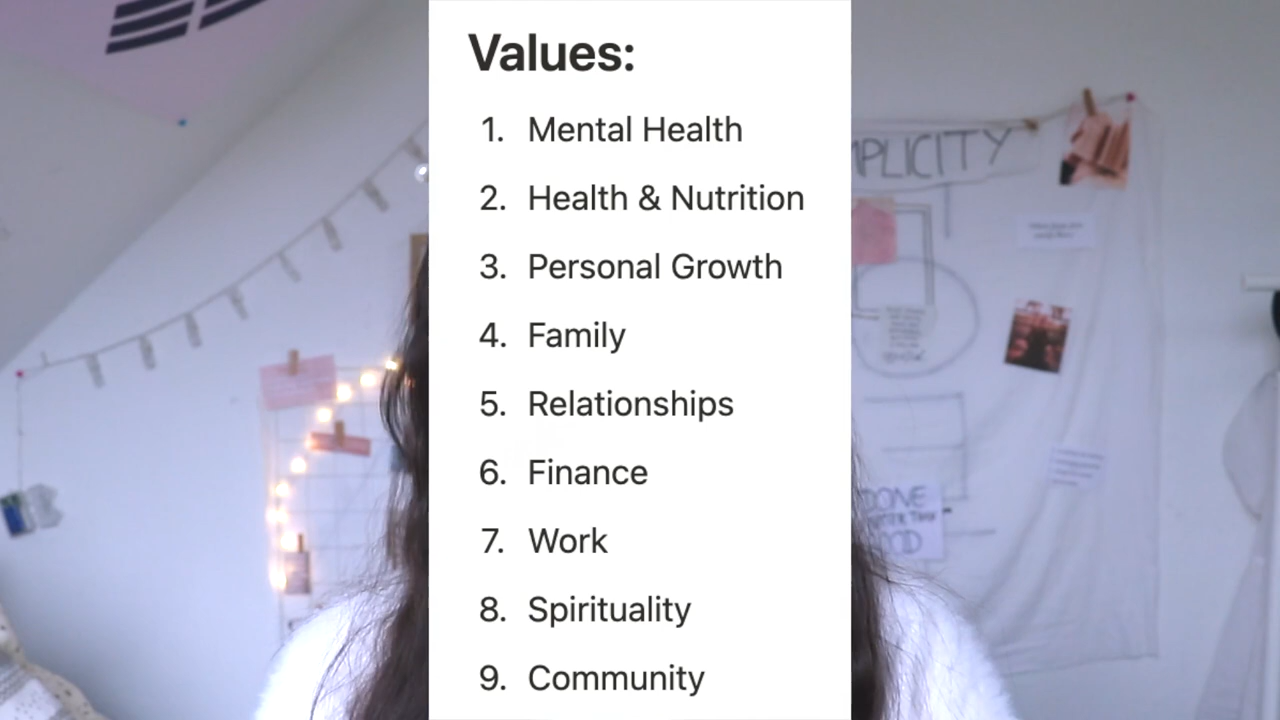 Values:
1. Mental Health
2. Health & Nutrition
3. Personal Growth
4. Family
5. Relationships
6. Finance
7. Work
8. Spirituality
9. Community
DONE